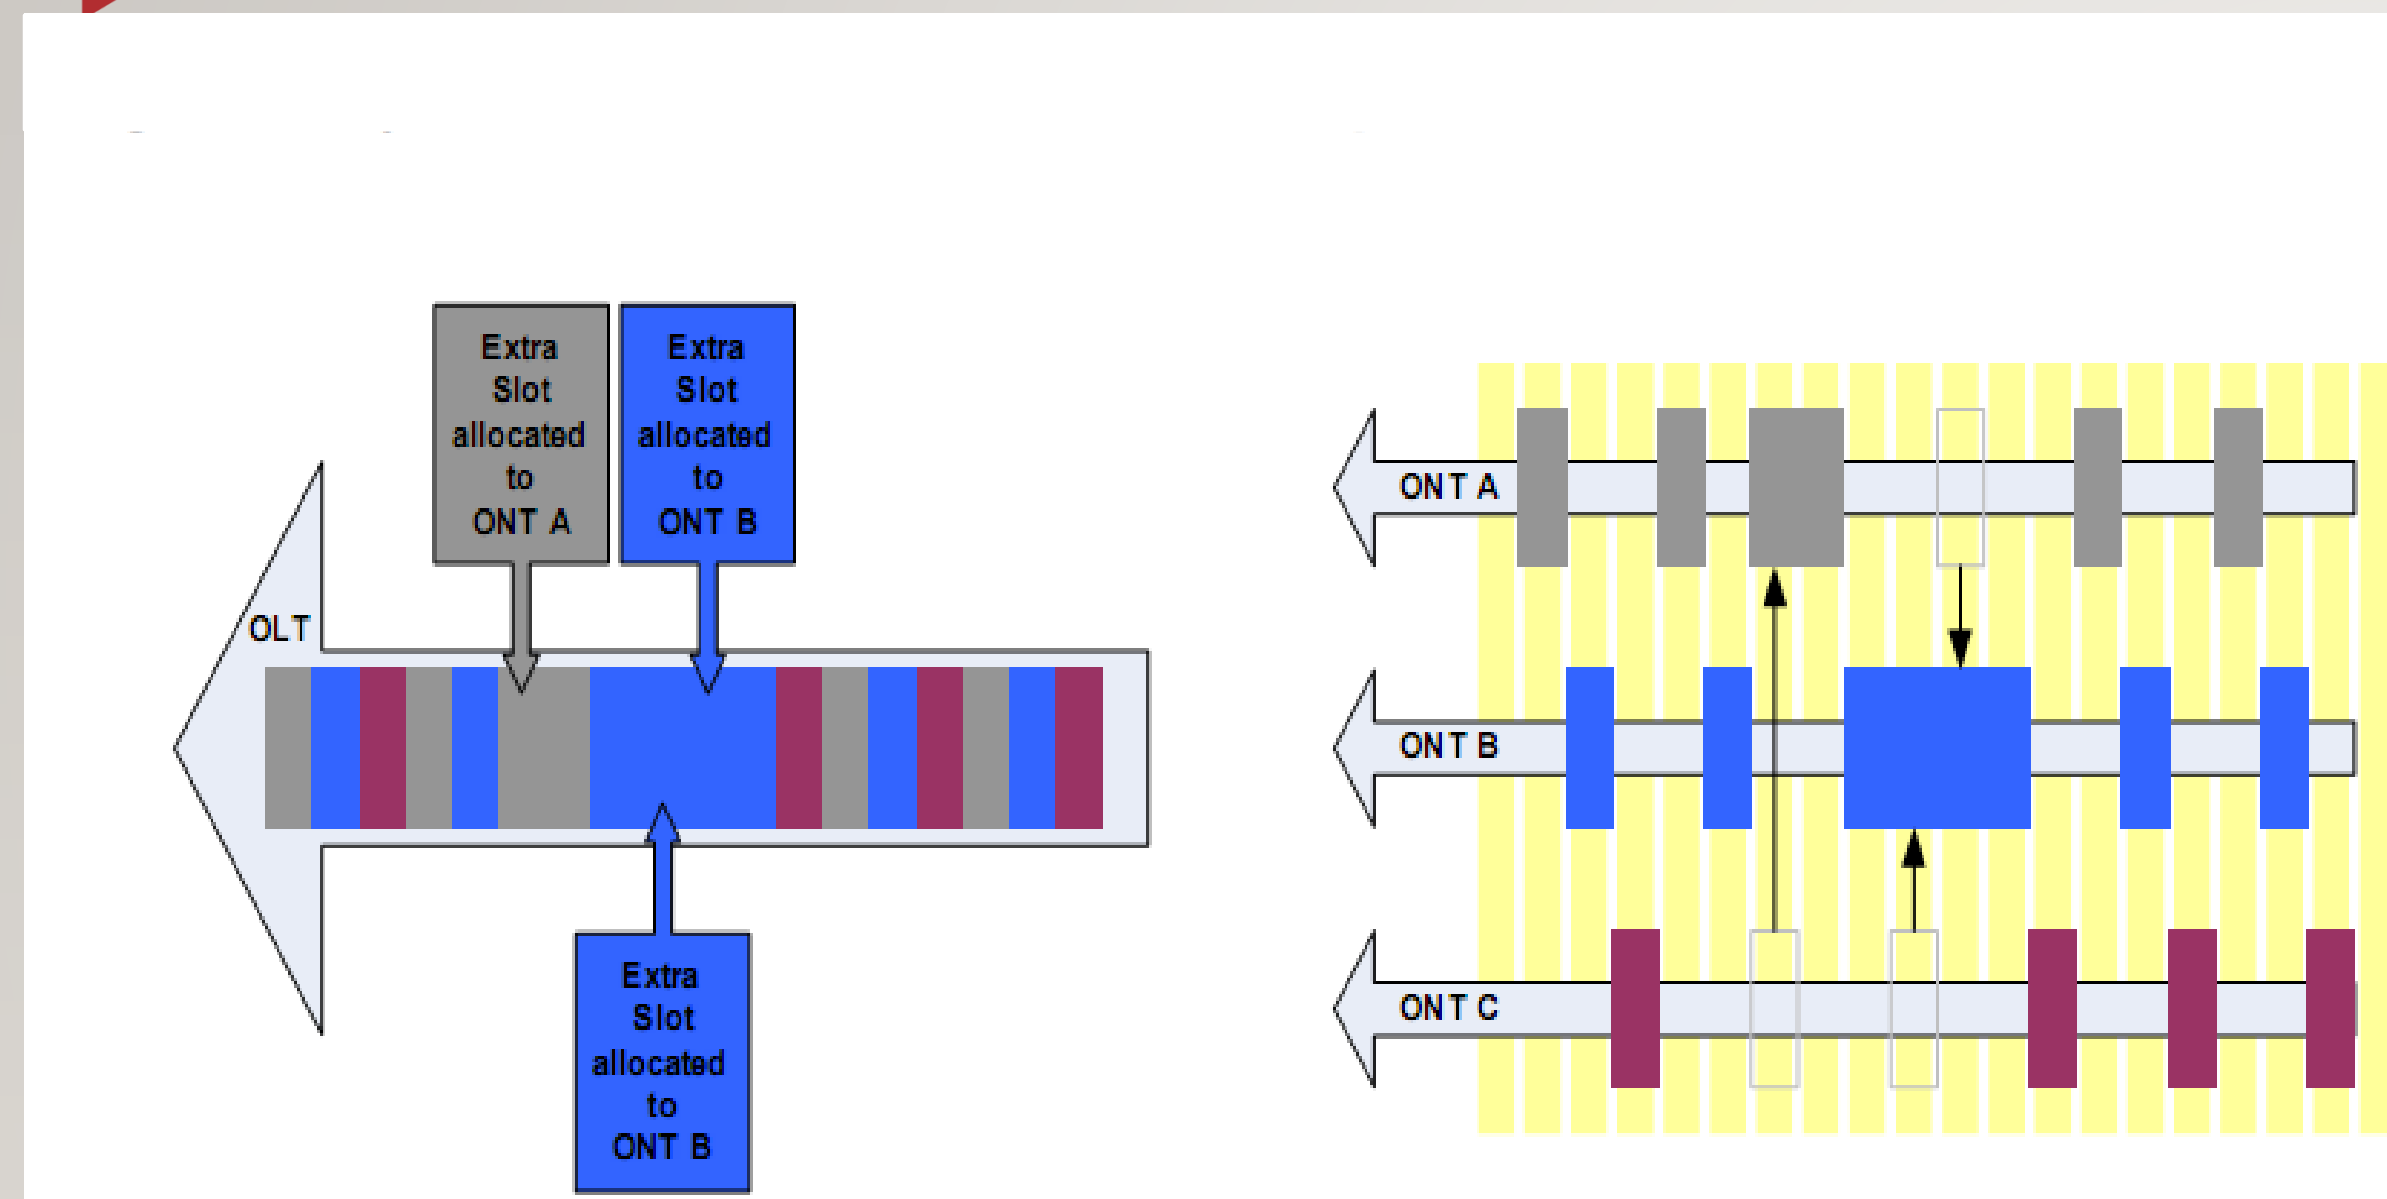 Extra
Slot
allocated
to
ONT A
Extra
Slot
allocated
to
ONT B
OLT
Extra
Slot
allocated
to
ONT B
ONT A
ONT B
ONT C